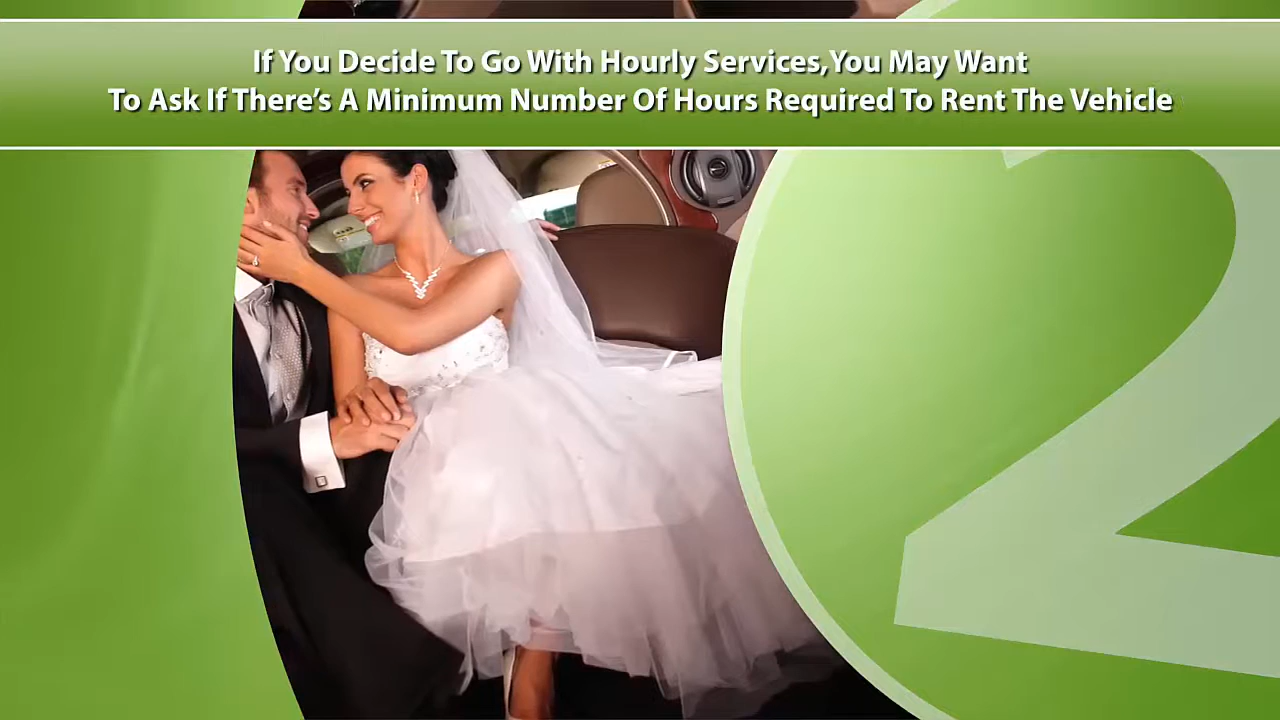 If You Decide To Go With Hourly Services,You May Want
To Ask If There’s A Minimum Number Of Hours Required To Rent The Vehicle
2